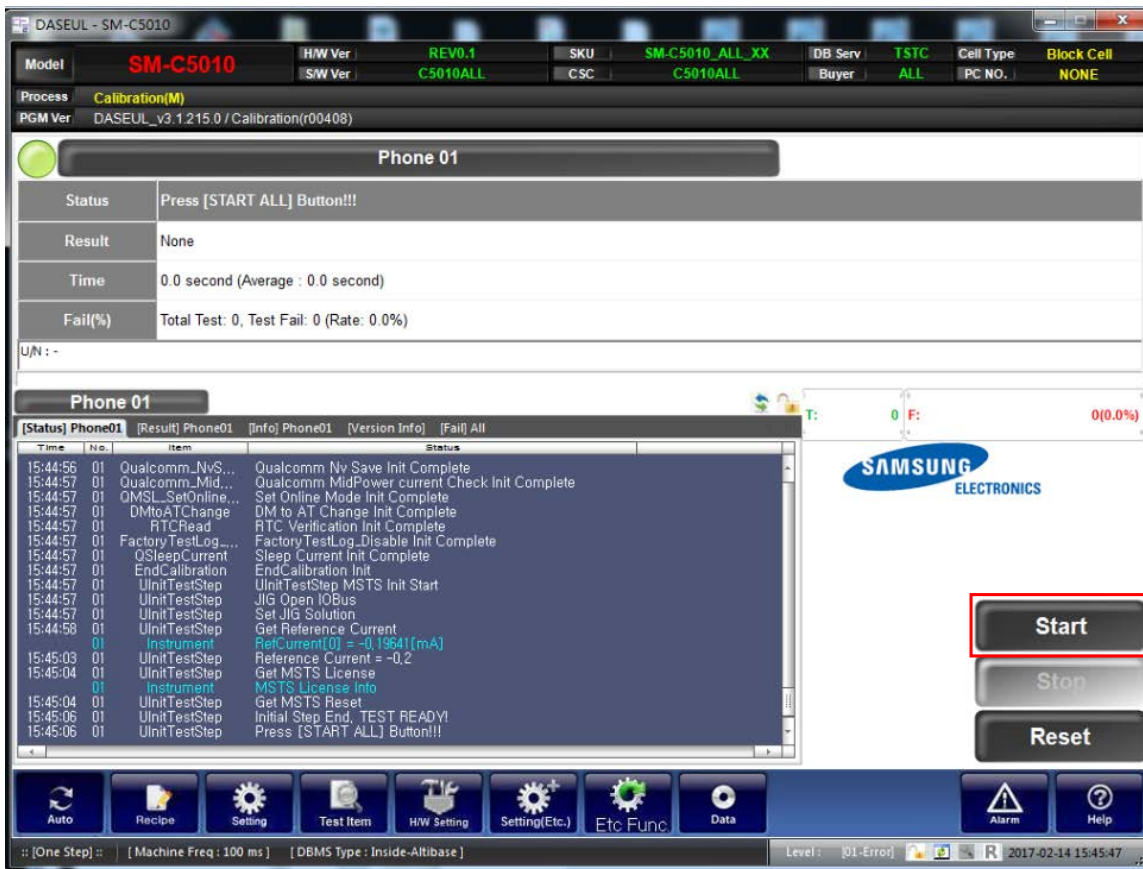 DASEUL - SM-C5010
Model SM-C5010 H/W Ver REV0.1 SKU SM-C5010_ALL_XX DB Serv TSTC Cell Type Block Cell
S/W Ver C5010ALL CSC C5010ALL Buyer ALL PC NO. NONE
Process Calibration(M)
PGM Ver DASEUL_v3.1.215.0 / Calibration(r00408)
Phone 01
Status Press [START ALL] Button!!!
Result None
Time 0.0 second (Average : 0.0 second)
Fail(%) Total Test: 0, Test Fail: 0 (Rate: 0.0%)
U/N : -
Phone 01
T: 0 F: 0(0.0%)
[Status] Phone01 [Result] Phone01 [Info] Phone01 [Version Info] [Fail] All
Time No. Item Status
15:44:56 01 Qualcomm_NvS... Qualcomm Nv Save Init Complete
15:44:57 01 Qualcomm_Mid... Qualcomm MidPower current Check Init Complete
15:44:57 01 QMSL_SetOnline... Set Online Mode Init Complete
15:44:57 01 DMtoATChange DM to AT Change Init Complete
15:44:57 01 RTCRead RTC Verification Init Complete
15:44:57 01 FactoryTestLog_... FactoryTestLog_Disable Init Complete
15:44:57 01 QSleepCurrent Sleep Current Init Complete
15:44:57 01 EndCalibration EndCalibration Init
15:44:57 01 UInitTestStep UInitTestStep MSTS Init Start
15:44:57 01 UInitTestStep JIG Open IOBus
15:44:57 01 UInitTestStep Set JIG Solution
15:44:58 01 UInitTestStep Get Reference Current
01 Instrument RefCurrent[0] = -0,19641[mA]
15:45:03 01 UInitTestStep Reference Current = -0,2
15:45:04 01 UInitTestStep Get MSTS License
01 Instrument MSTS License Info
15:45:04 01 UInitTestStep Get MSTS Reset
15:45:06 01 UInitTestStep Initial Step End, TEST READY!
15:45:06 01 UInitTestStep Press [START ALL] Button!!!
SAMSUNG
ELECTRONICS
Start
Stop
Reset
Auto Recipe Setting Test Item H/W Setting Setting(Etc.) Etc Func Data Alarm Help
:: [One Step] :: [ Machine Freq : 100 ms ] [ DBMS Type : Inside-Altibase ] Level : [01-Error] R 2017-02-14 15:45:47